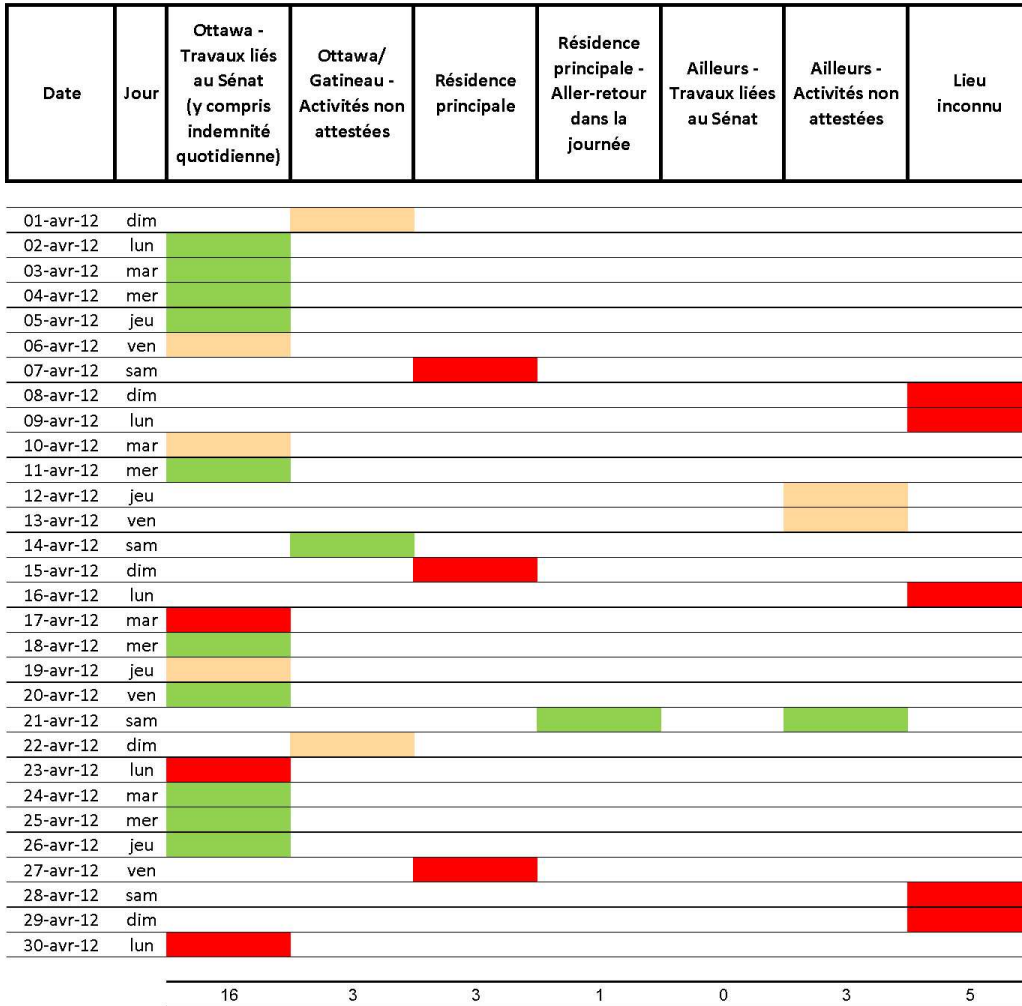 Date
Jour
Ottawa -
Travaux liés
au Sénat
(y compris
indemnité
quotidienne)
Ottawa/
Gatineau -
Activités non
attestées
Résidence
principale
Résidence
principale -
Aller-retour
dans la
journée
Ailleurs -
Travaux liées
au Sénat
Ailleurs -
Activités non
attestées
Lieu
inconnu
01-avr-12 dim
02-avr-12 lun
03-avr-12 mar
04-avr-12 mer
05-avr-12 jeu
06-avr-12 ven
07-avr-12 sam
08-avr-12 dim
09-avr-12 lun
10-avr-12 mar
11-avr-12 mer
12-avr-12 jeu
13-avr-12 ven
14-avr-12 sam
15-avr-12 dim
16-avr-12 lun
17-avr-12 mar
18-avr-12 mer
19-avr-12 jeu
20-avr-12 ven
21-avr-12 sam
22-avr-12 dim
23-avr-12 lun
24-avr-12 mar
25-avr-12 mer
26-avr-12 jeu
27-avr-12 ven
28-avr-12 sam
29-avr-12 dim
30-avr-12 lun
16 3 3 1 0 3 5